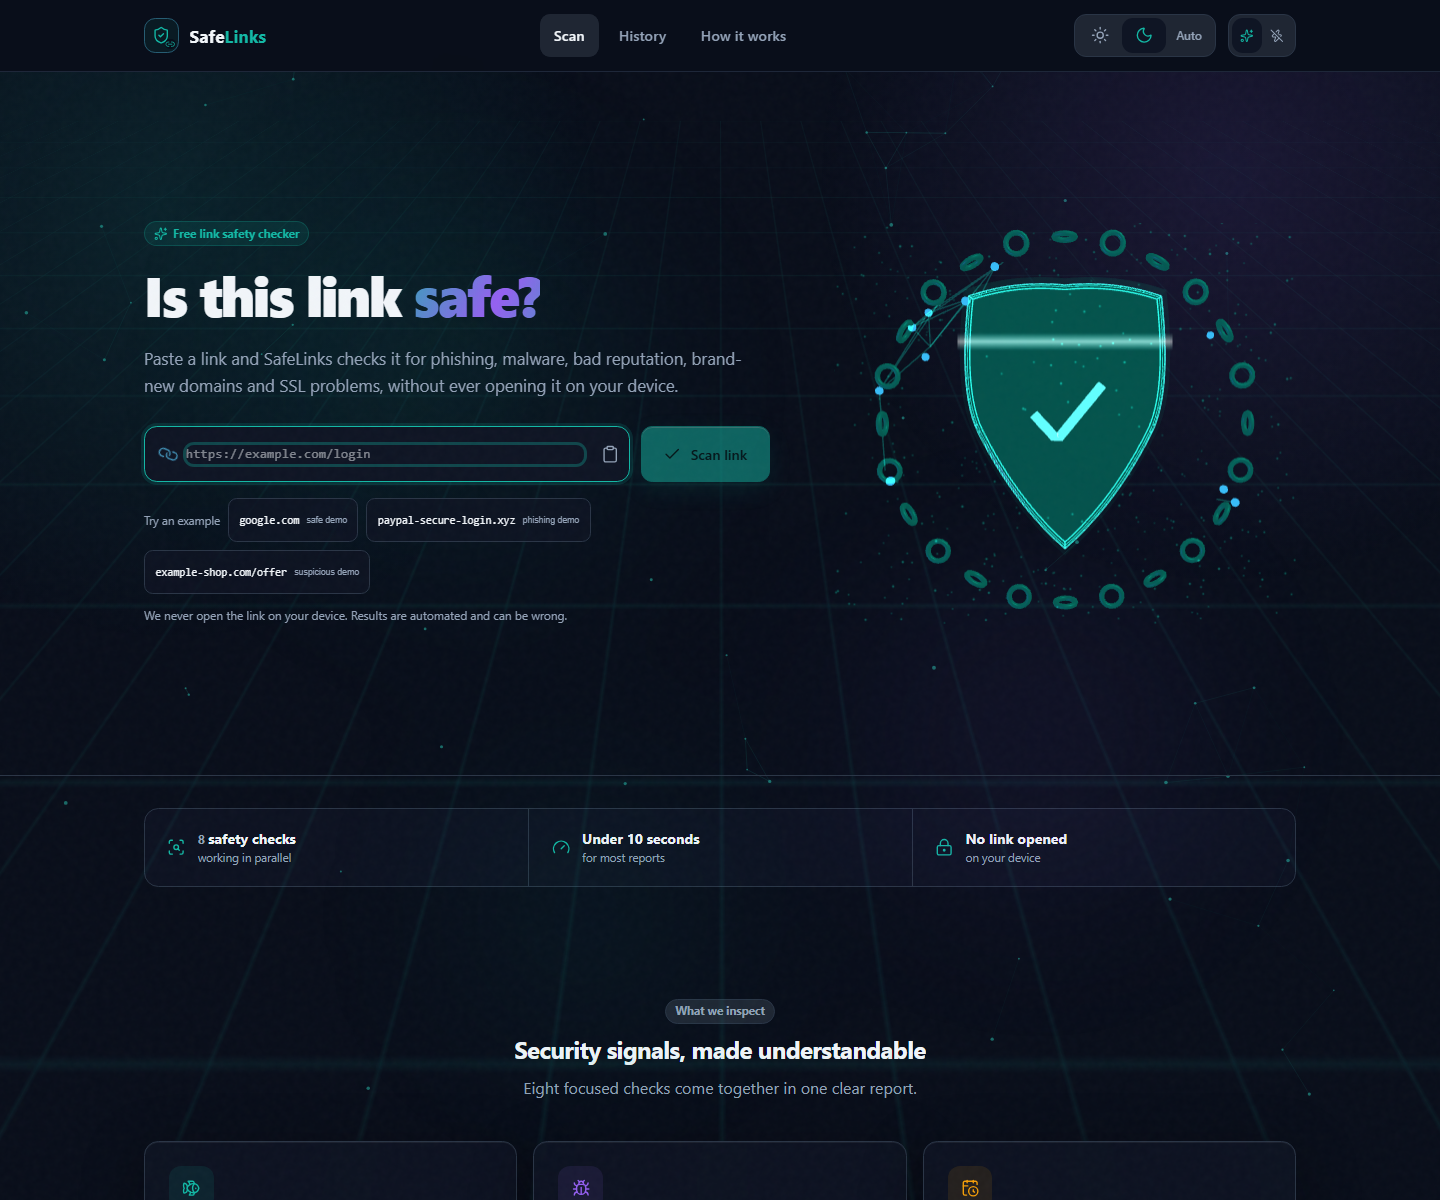 SafeLinks
Scan
History
How it works
Auto
Free link safety checker
Is this link safe?
Paste a link and SafeLinks checks it for phishing, malware, bad reputation, brand-
new domains and SSL problems, without ever opening it on your device.
https://example.com/login
Scan link
Try an example
google.com safe demo
paypal-secure-login.xyz phishing demo
example-shop.com/offer suspicious demo
We never open the link on your device. Results are automated and can be wrong.
8 safety checks
working in parallel
Under 10 seconds
for most reports
No link opened
on your device
What we inspect
Security signals, made understandable
Eight focused checks come together in one clear report.